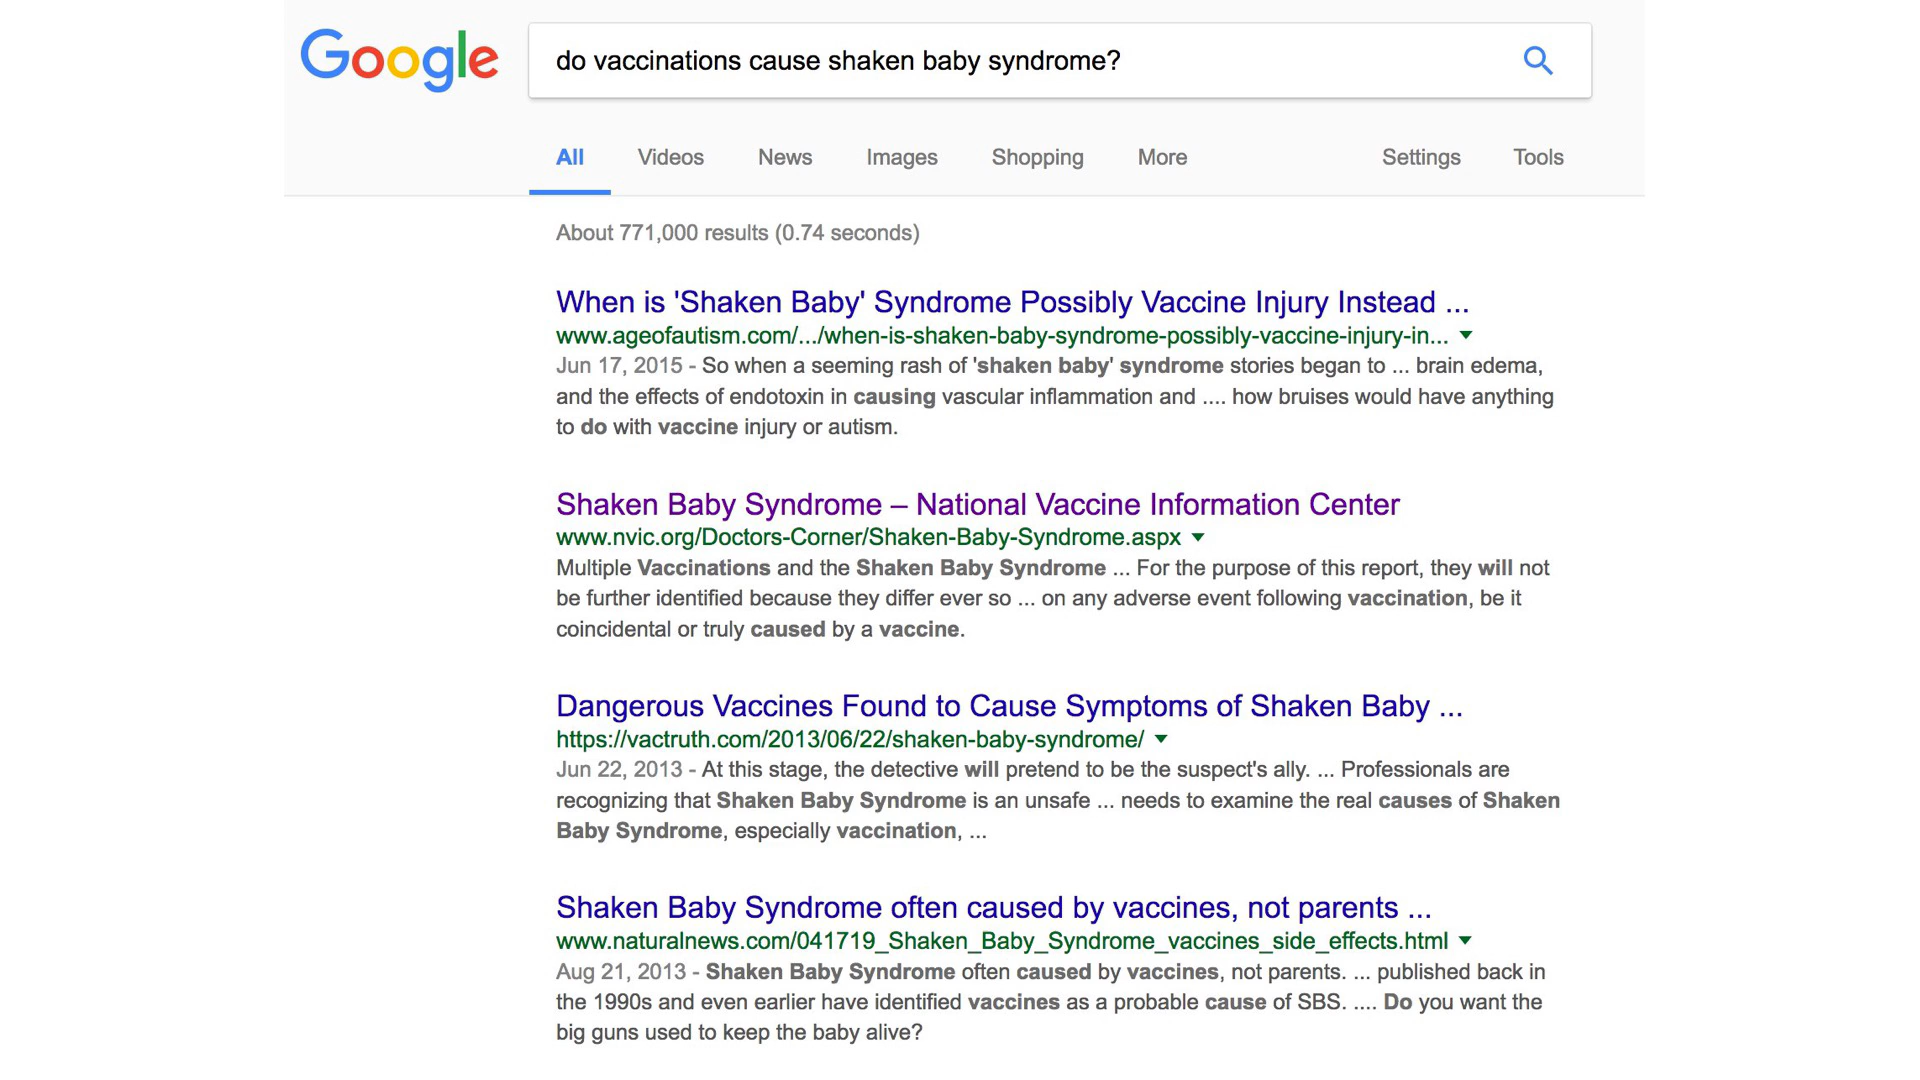 Google
do vaccinations cause shaken baby syndrome?
All Videos News Images Shopping More Settings Tools
About 771,000 results (0.74 seconds)
When is 'Shaken Baby' Syndrome Possibly Vaccine Injury Instead ...
www.ageofautism.com/.../when-is-shaken-baby-syndrome-possibly-vaccine-injury-in...
Jun 17, 2015 - So when a seeming rash of 'shaken baby' syndrome stories began to ... brain edema,
and the effects of endotoxin in causing vascular inflammation and .... how bruises would have anything
to do with vaccine injury or autism.
Shaken Baby Syndrome – National Vaccine Information Center
www.nvic.org/Doctors-Corner/Shaken-Baby-Syndrome.aspx
Multiple Vaccinations and the Shaken Baby Syndrome ... For the purpose of this report, they will not
be further identified because they differ ever so ... on any adverse event following vaccination, be it
coincidental or truly caused by a vaccine.
Dangerous Vaccines Found to Cause Symptoms of Shaken Baby ...
https://vactruth.com/2013/06/22/shaken-baby-syndrome/
Jun 22, 2013 - At this stage, the detective will pretend to be the suspect's ally. ... Professionals are
recognizing that Shaken Baby Syndrome is an unsafe ... needs to examine the real causes of Shaken
Baby Syndrome, especially vaccination, ...
Shaken Baby Syndrome often caused by vaccines, not parents ...
www.naturalnews.com/041719_Shaken_Baby_Syndrome_vaccines_side_effects.html
Aug 21, 2013 - Shaken Baby Syndrome often caused by vaccines, not parents. ... published back in
the 1990s and even earlier have identified vaccines as a probable cause of SBS. .... Do you want the
big guns used to keep the baby alive?